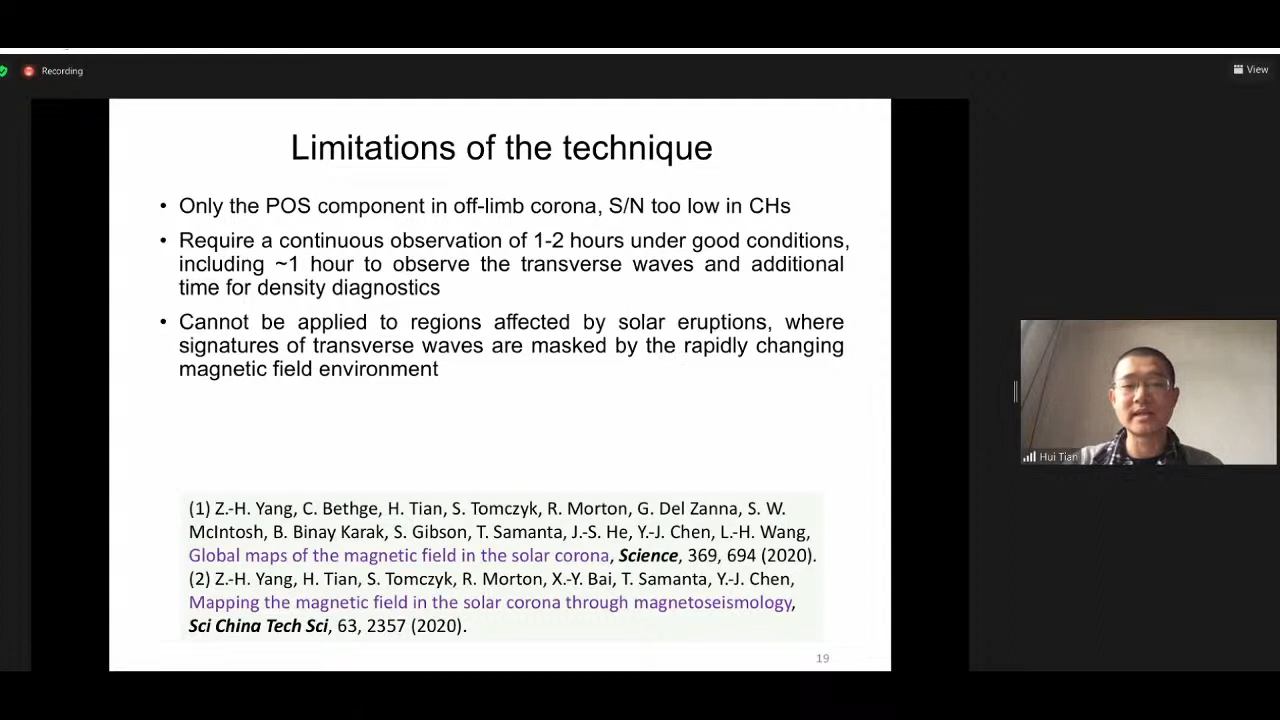 Recording
View
Limitations of the technique
• Only the POS component in off-limb corona, S/N too low in CHs
• Require a continuous observation of 1-2 hours under good conditions,
including ~1 hour to observe the transverse waves and additional
time for density diagnostics
• Cannot be applied to regions affected by solar eruptions, where
signatures of transverse waves are masked by the rapidly changing
magnetic field environment
(1) Z.-H. Yang, C. Bethge, H. Tian, S. Tomczyk, R. Morton, G. Del Zanna, S. W.
McIntosh, B. Binay Karak, S. Gibson, T. Samanta, J.-S. He, Y.-J. Chen, L.-H. Wang,
Global maps of the magnetic field in the solar corona, Science, 369, 694 (2020).
(2) Z.-H. Yang, H. Tian, S. Tomczyk, R. Morton, X.-Y. Bai, T. Samanta, Y.-J. Chen,
Mapping the magnetic field in the solar corona through magnetoseismology,
Sci China Tech Sci, 63, 2357 (2020).
19
Hui Tian